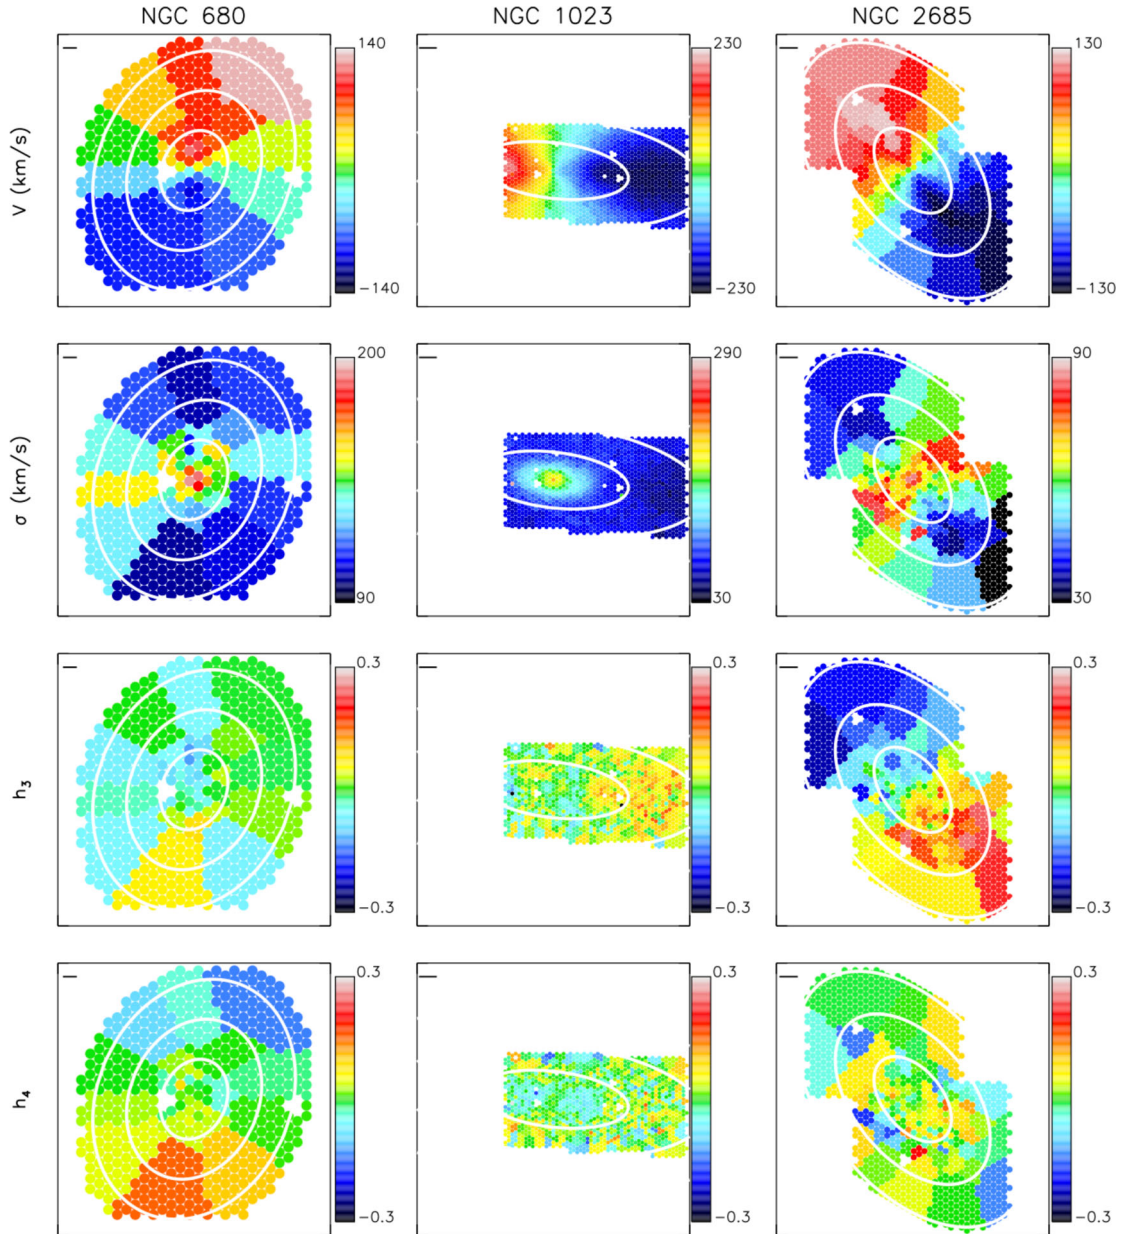 NGC 680 NGC 1023 NGC 2685
V (km/s) 140 −140 230 −230 130 −130
σ (km/s) 200 90 290 30 90 30
h3 0.3 −0.3 0.3 −0.3 0.3 −0.3
h4 0.3 −0.3 0.3 −0.3 0.3 −0.3